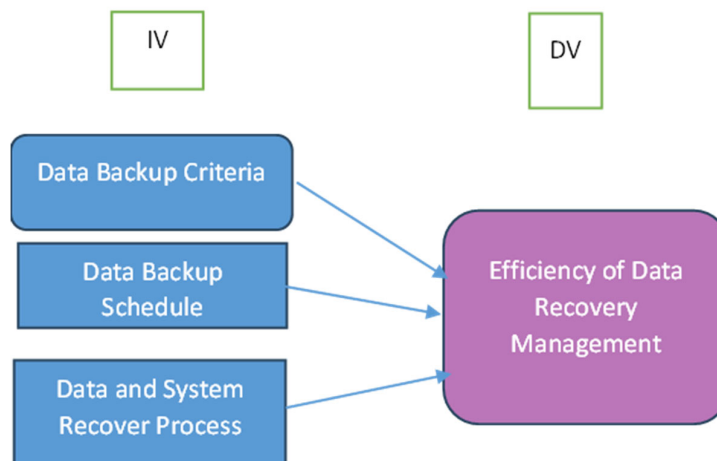 IV
DV
Data Backup Criteria
Data Backup
Schedule
Data and System
Recover Process
Efficiency of Data
Recovery
Management